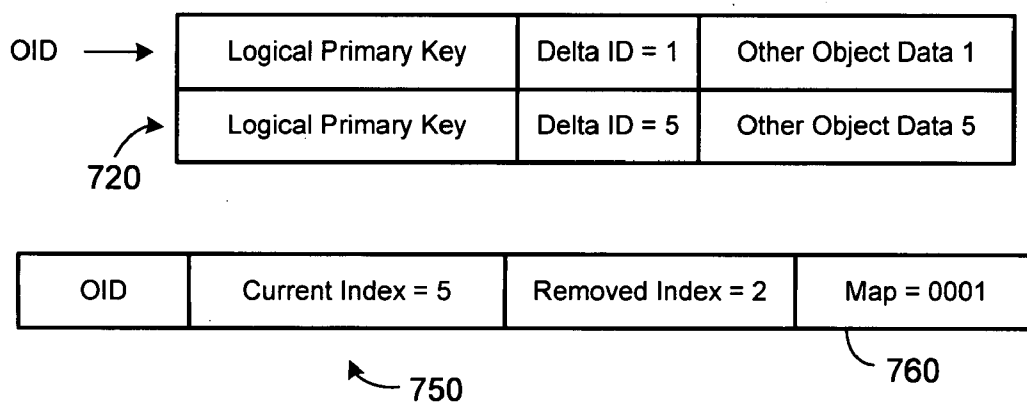 OID Logical Primary Key Delta ID = 1 Other Object Data 1
Logical Primary Key Delta ID = 5 Other Object Data 5
720
OID Current Index = 5 Removed Index = 2 Map = 0001
750 760